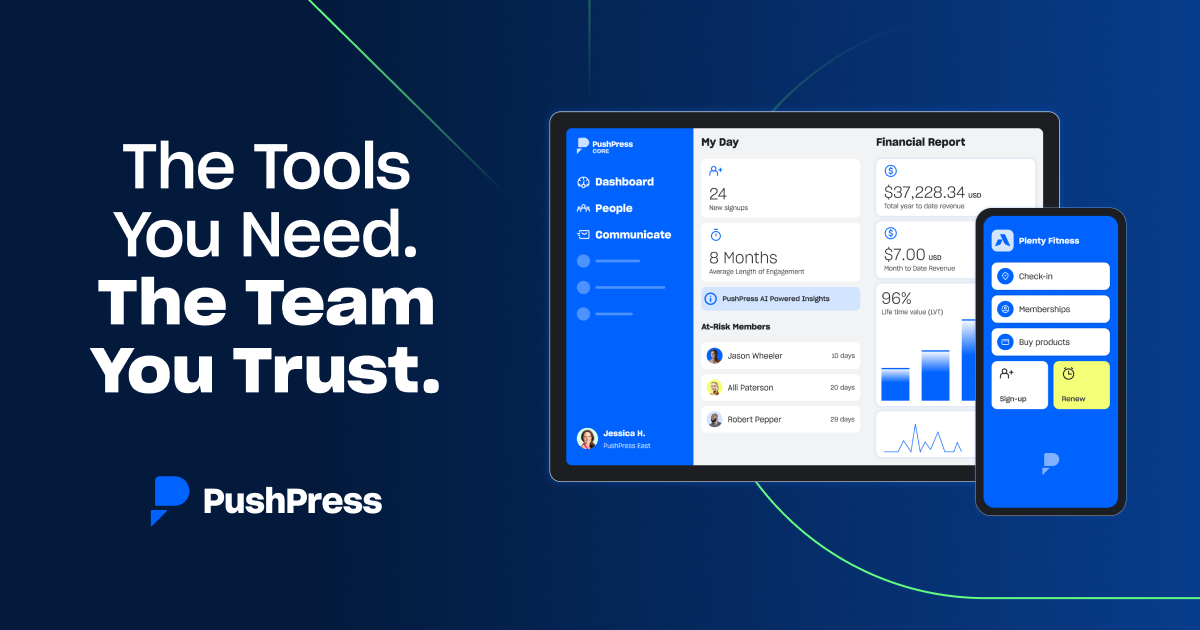 The Tools
You Need.
The Team
You Trust.
PushPress
PushPress
CORE
Dashboard
People
Communicate
Jessica H.
PushPress East
My Day
24
New signups
8 Months
Average Length of Engagement
PushPress AI Powered Insights
At-Risk Members
Jason Wheeler 10 days
Alli Paterson 20 days
Robert Pepper 29 days
Financial Report
$37,228.34 USD
Total year to date revenue
$7.00 USD
Month to Date Revenue
96%
Life time value (LVT)
Plenty Fitness
Check-in
Memberships
Buy products
Sign-up
Renew